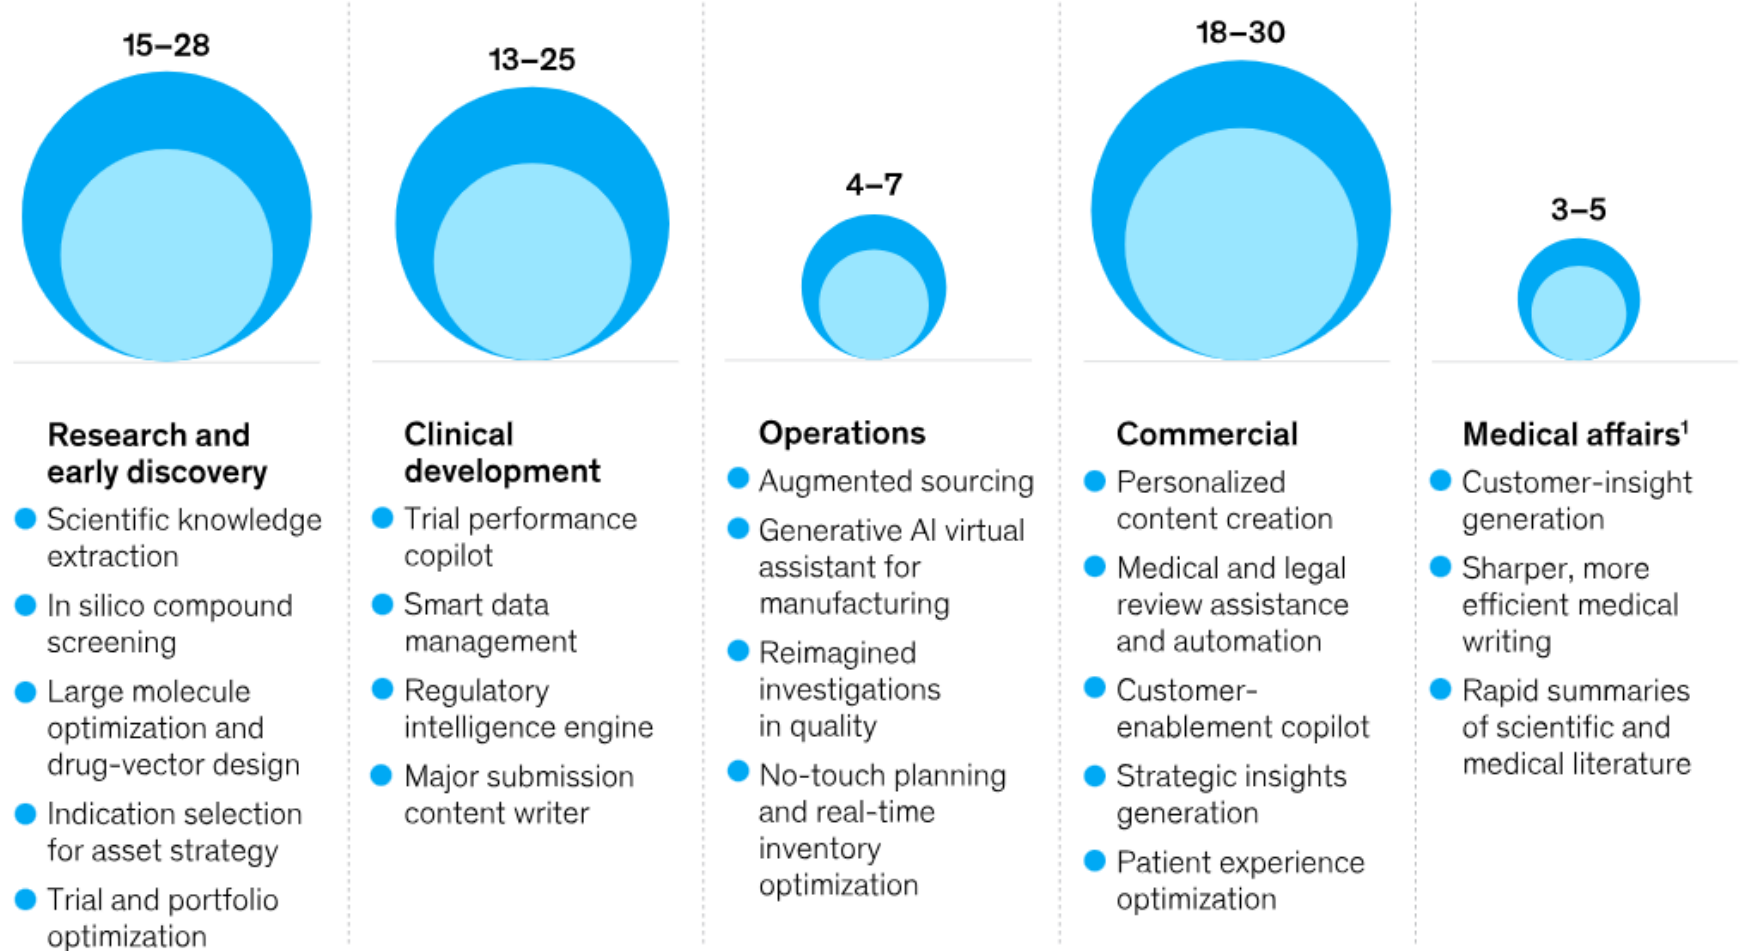 15–28
Research and
early discovery
Scientific knowledge
extraction
In silico compound
screening
Large molecule
optimization and
drug-vector design
Indication selection
for asset strategy
Trial and portfolio
optimization
13–25
Clinical
development
Trial performance
copilot
Smart data
management
Regulatory
intelligence engine
Major submission
content writer
4–7
Operations
Augmented sourcing
Generative AI virtual
assistant for
manufacturing
Reimagined
investigations
in quality
No-touch planning
and real-time
inventory
optimization
18–30
Commercial
Personalized
content creation
Medical and legal
review assistance
and automation
Customer-
enablement copilot
Strategic insights
generation
Patient experience
optimization
3–5
Medical affairs¹
Customer-insight
generation
Sharper, more
efficient medical
writing
Rapid summaries
of scientific and
medical literature